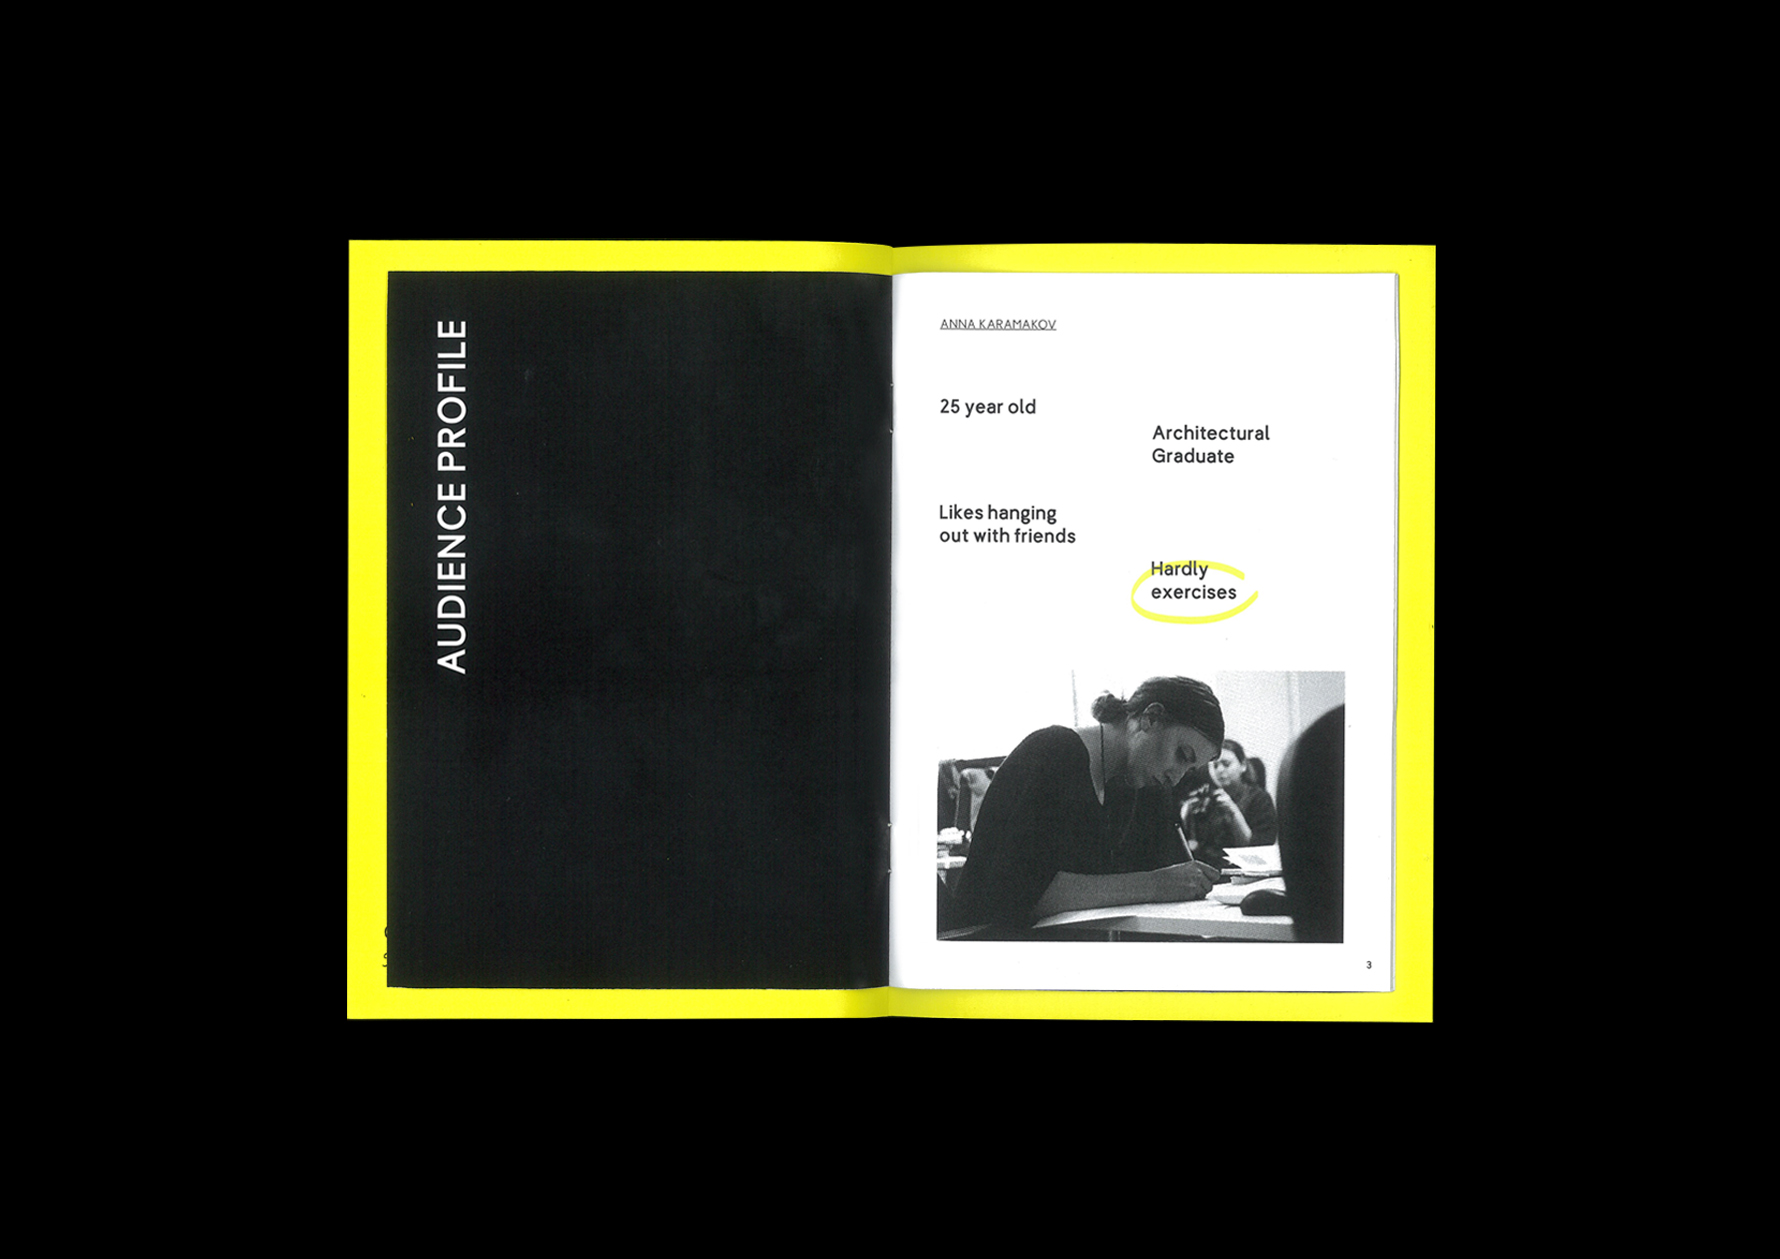 AUDIENCE PROFILE
ANNA KARAMAKOV
25 year old
Architectural
Graduate
Likes hanging
out with friends
Hardly
exercises
3